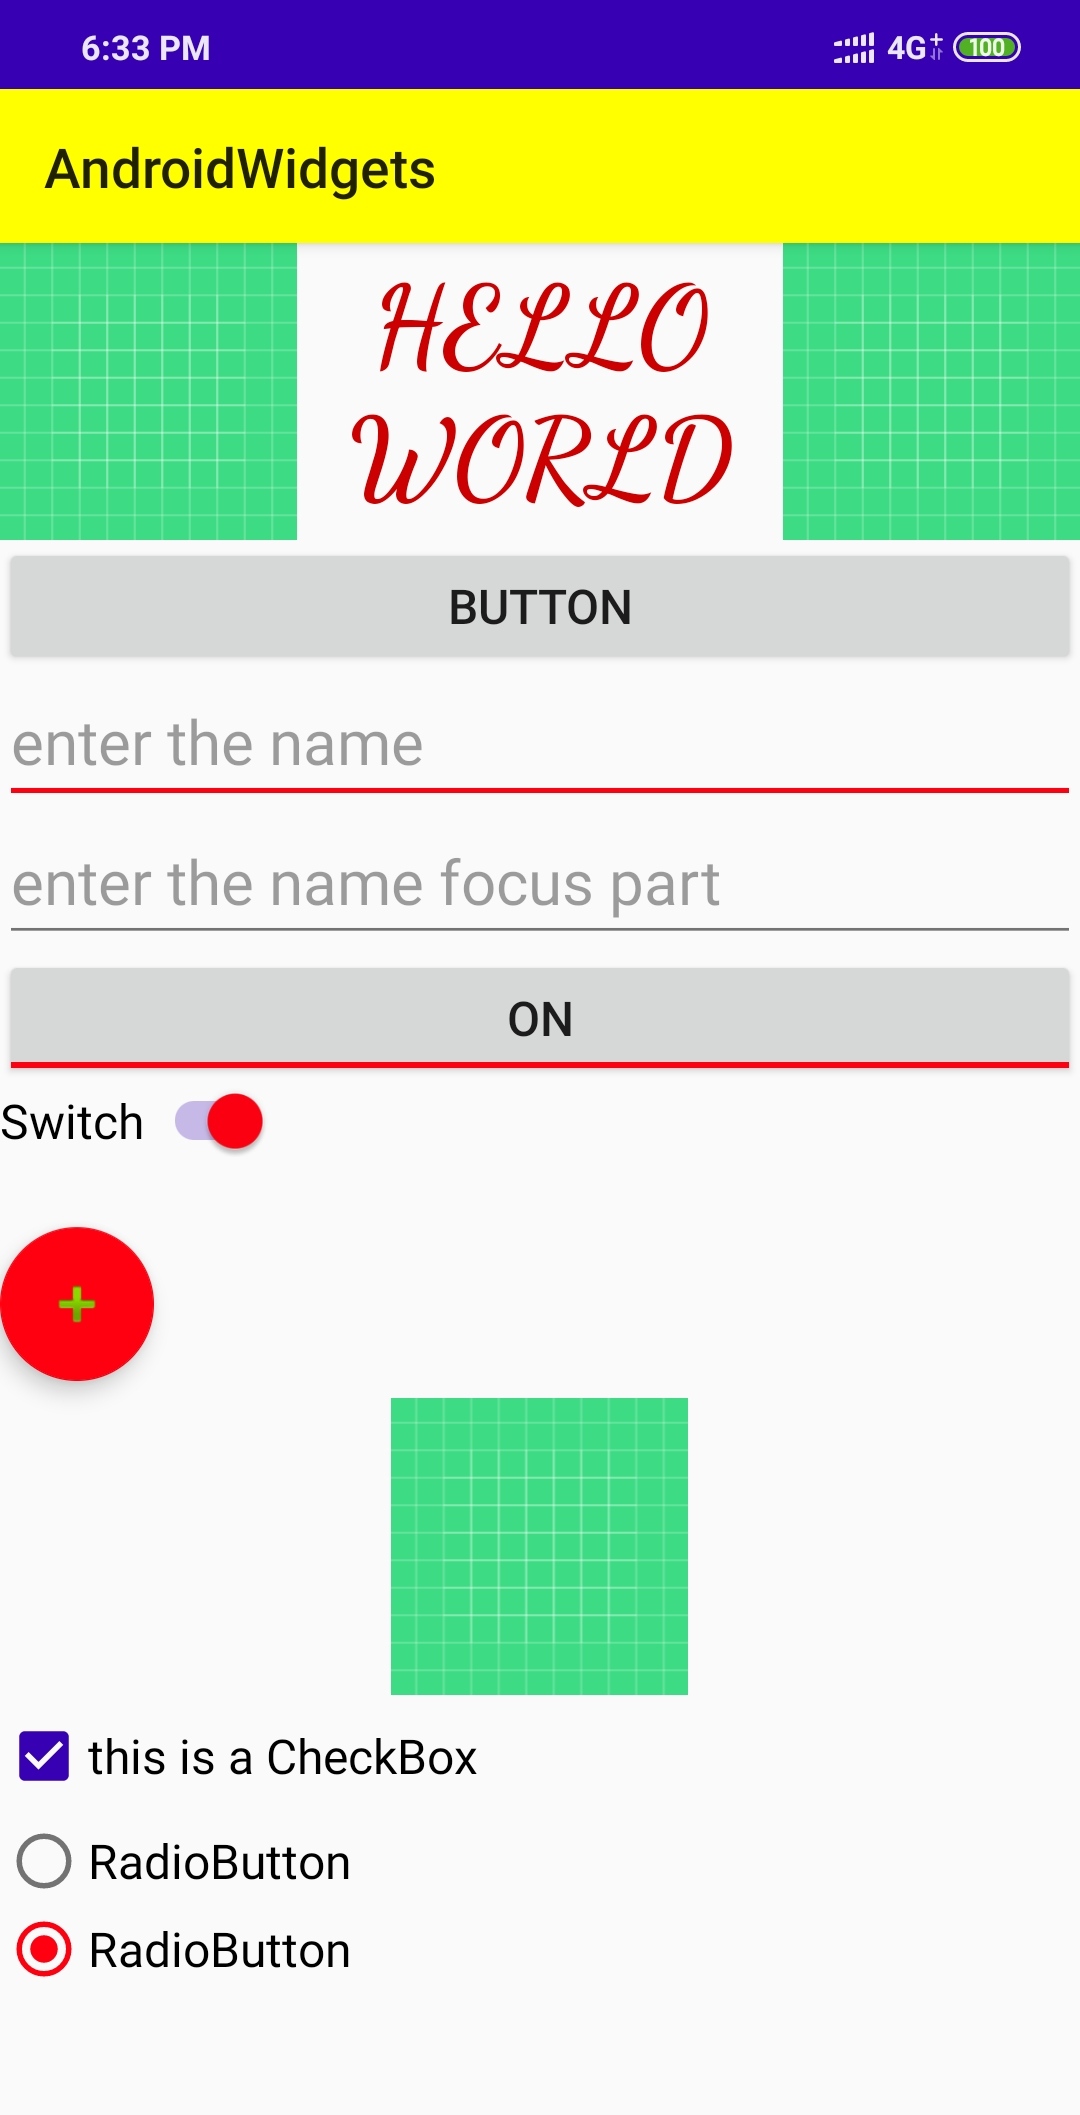 6:33 PM 4G+ 100
AndroidWidgets
HELLO
WORLD
BUTTON
enter the name
enter the name focus part
ON
Switch
this is a CheckBox
RadioButton
RadioButton